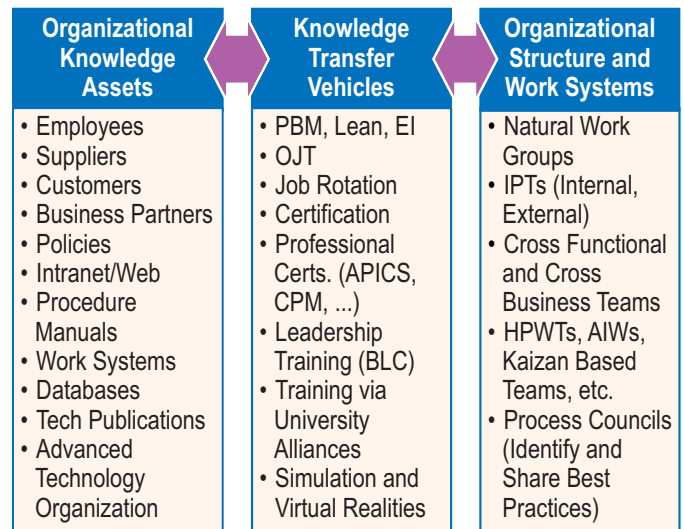 Organizational
Knowledge
Assets
• Employees
• Suppliers
• Customers
• Business Partners
• Policies
• Intranet/Web
• Procedure
Manuals
• Work Systems
• Databases
• Tech Publications
• Advanced
Technology
Organization
Knowledge
Transfer
Vehicles
• PBM, Lean, EI
• OJT
• Job Rotation
• Certification
• Professional
Certs. (APICS,
CPM, ...)
• Leadership
Training (BLC)
• Training via
University
Alliances
• Simulation and
Virtual Realities
Organizational
Structure and
Work Systems
• Natural Work
Groups
• IPTs (Internal,
External)
• Cross Functional
and Cross
Business Teams
• HPWTs, AIWs,
Kaizan Based
Teams, etc.
• Process Councils
(Identify and
Share Best
Practices)